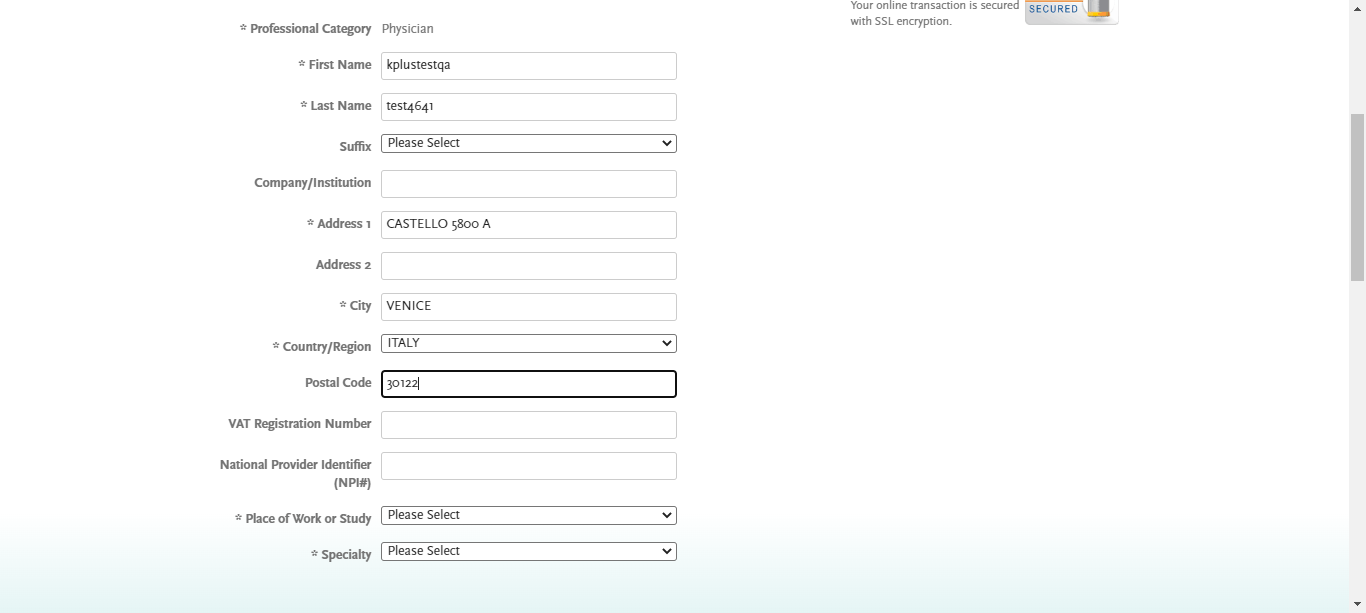 Your online transaction is secured
with SSL encryption.
SECURED
* Professional Category Physician
* First Name kplustestqa
* Last Name test4641
Suffix Please Select
Company/Institution
* Address 1 CASTELLO 5800 A
Address 2
* City VENICE
* Country/Region ITALY
Postal Code 30122
VAT Registration Number
National Provider Identifier
(NPI#)
* Place of Work or Study Please Select
* Specialty Please Select